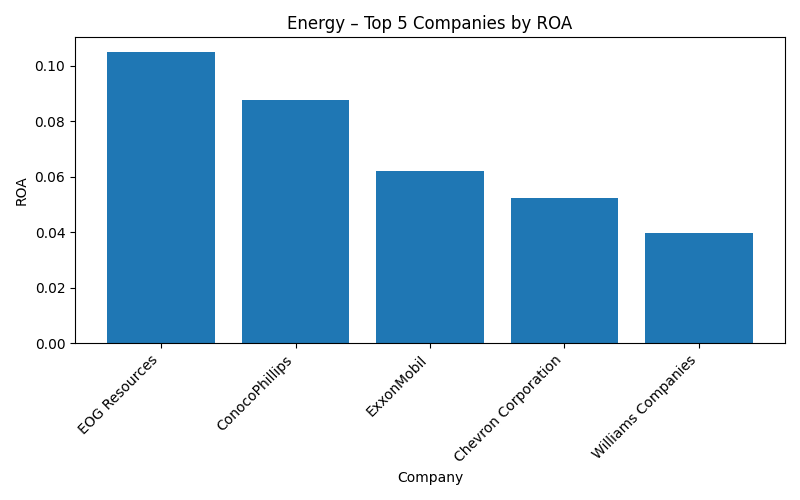 Energy – Top 5 Companies by ROA
ROA
0.10
0.08
0.06
0.04
0.02
0.00
EOG Resources
ConocoPhillips
ExxonMobil
Chevron Corporation
Williams Companies
Company